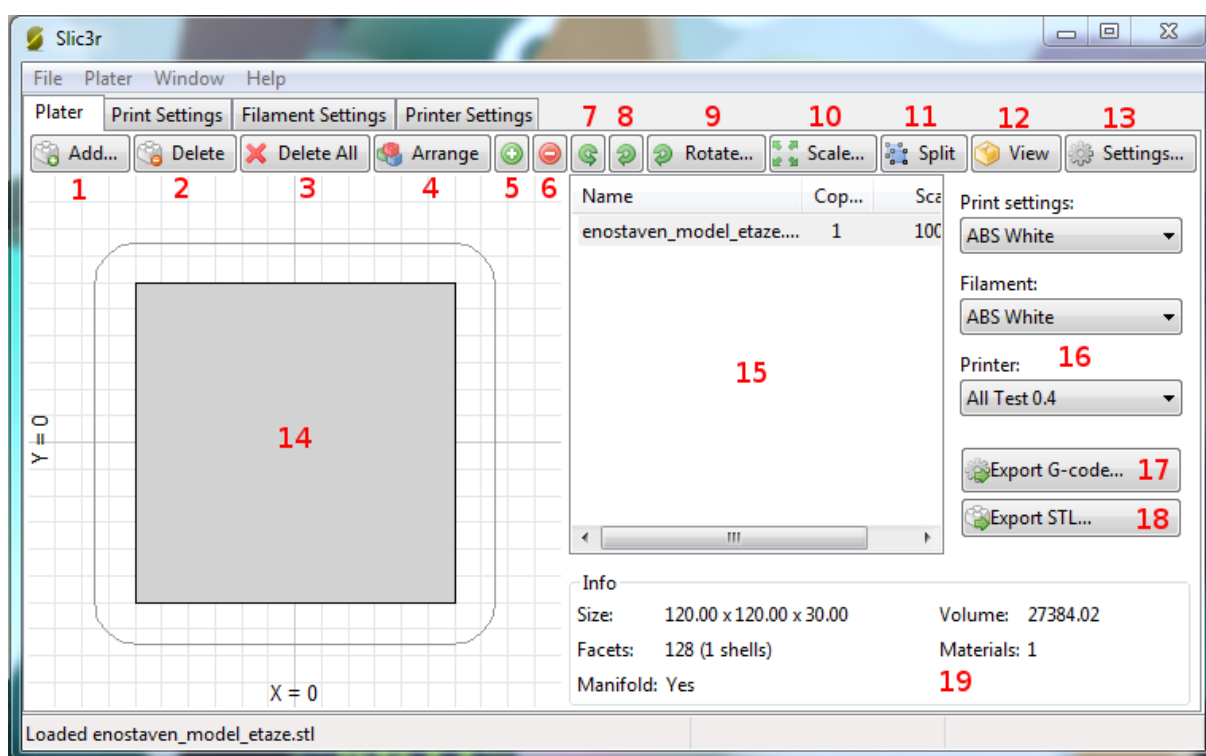 Slic3r
File Plater Window Help
Plater Print Settings Filament Settings Printer Settings
7 8 9 10 11 12 13
Add... Delete Delete All Arrange Rotate... Scale... Split View Settings...
1 2 3 4 5 6
Name Cop... Sca
enostaven_model_etaze.... 1 100
15
Print settings:
ABS White
Filament:
ABS White
Printer: 16
All Test 0.4
Export G-code... 17
Export STL... 18
14
Y = 0
X = 0
Info
Size: 120.00 x 120.00 x 30.00 Volume: 27384.02
Facets: 128 (1 shells) Materials: 1
Manifold: Yes 19
Loaded enostaven_model_etaze.stl